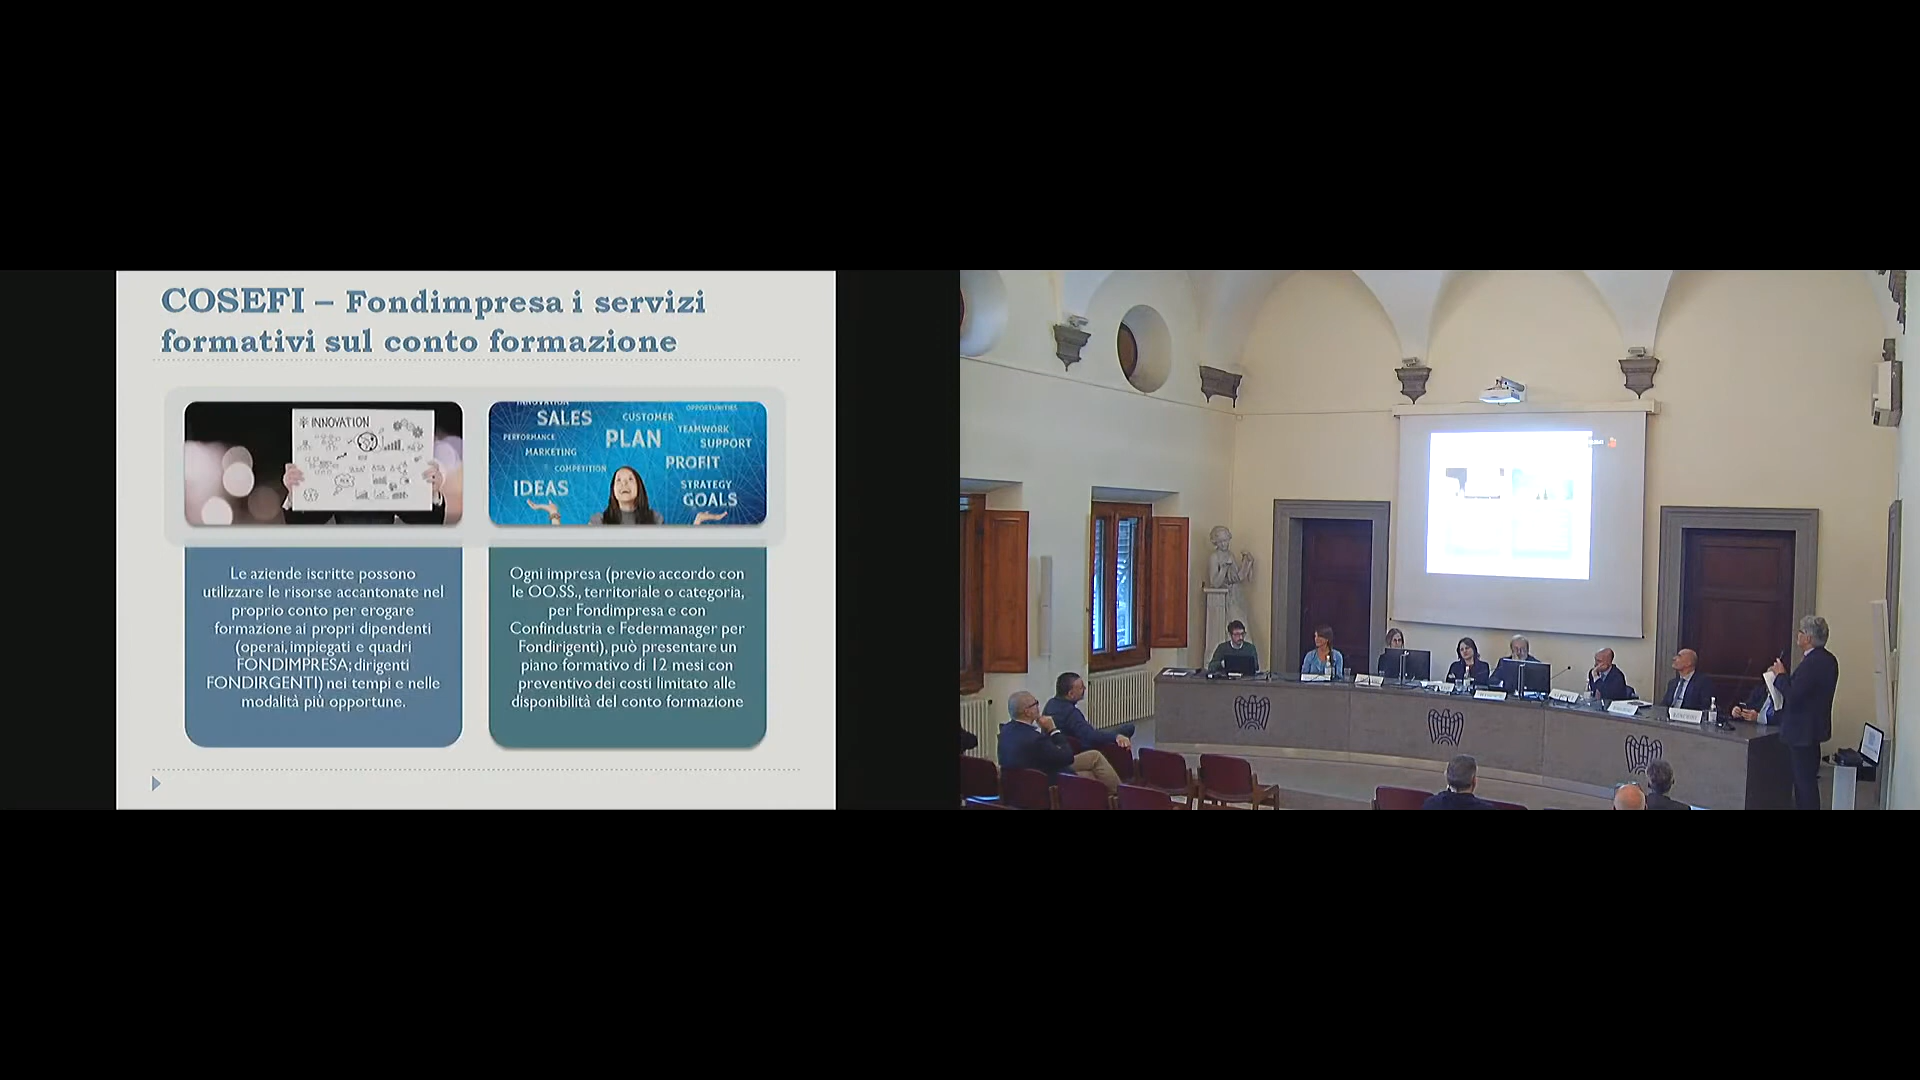 COSEFI – Fondimpresa i servizi
formativi sul conto formazione
INNOVATION
INNOVATION
SALES
CUSTOMER
OPPORTUNITIES
PERFORMANCE
PLAN
TEAMWORK
SUPPORT
MARKETING
COMPETITION
PROFIT
IDEAS
STRATEGY
GOALS
Le aziende iscritte possono
utilizzare le risorse accantonate nel
proprio conto per erogare
formazione ai propri dipendenti
(operai, impiegati e quadri
FONDIMPRESA; dirigenti
FONDIRGENTI) nei tempi e nelle
modalità più opportune.
Ogni impresa (previo accordo con
le OO.SS., territoriale o categoria,
per Fondimpresa e con
Confindustria e Federmanager per
Fondirigenti), può presentare un
piano formativo di 12 mesi con
preventivo dei costi limitato alle
disponibilità del conto formazione